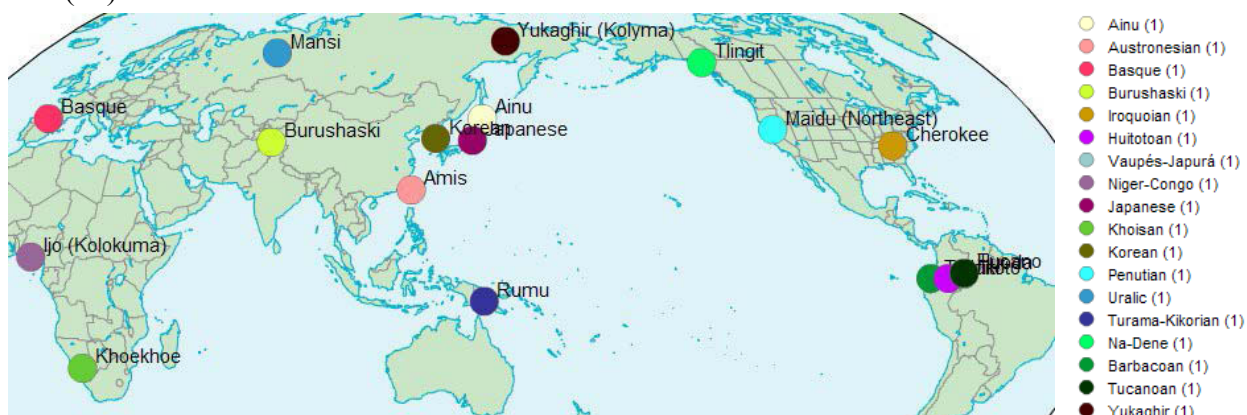 Mansi
Yukaghir (Kolyma)
Tlingit
Basque
Ainu
Burushaski
Korean
Japanese
Maidu (Northeast)
Cherokee
Amis
Ijo (Kolokuma)
Rumu
Khoekhoe
Ainu (1)
Austronesian (1)
Basque (1)
Burushaski (1)
Iroquoian (1)
Huitotoan (1)
Vaupés-Japurá (1)
Niger-Congo (1)
Japanese (1)
Khoisan (1)
Korean (1)
Penutian (1)
Uralic (1)
Turama-Kikorian (1)
Na-Dene (1)
Barbacoan (1)
Tucanoan (1)
Yukaghir (1)